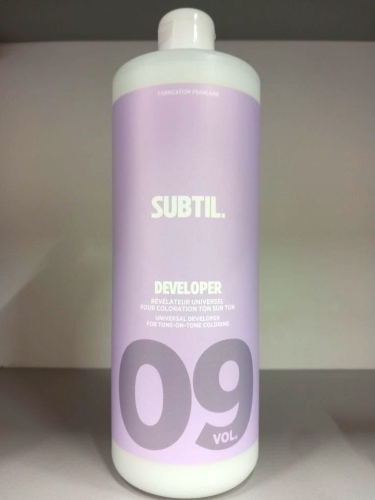 FABRICATION FRANÇAISE
SUBTIL.
DEVELOPER
RÉVÉLATEUR UNIVERSEL
POUR COLORATION TON SUR TON
UNIVERSAL DEVELOPER
FOR TONE-ON-TONE COLORING
09
VOL.